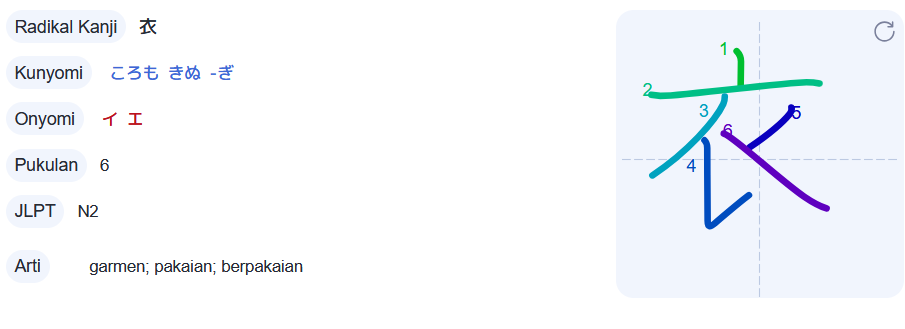 Radikal Kanji 衣
Kunyomi ころも きぬ -ぎ
Onyomi イ エ
Pukulan 6
JLPT N2
Arti garmen; pakaian; berpakaian
1
2
3
4
5
6
衣